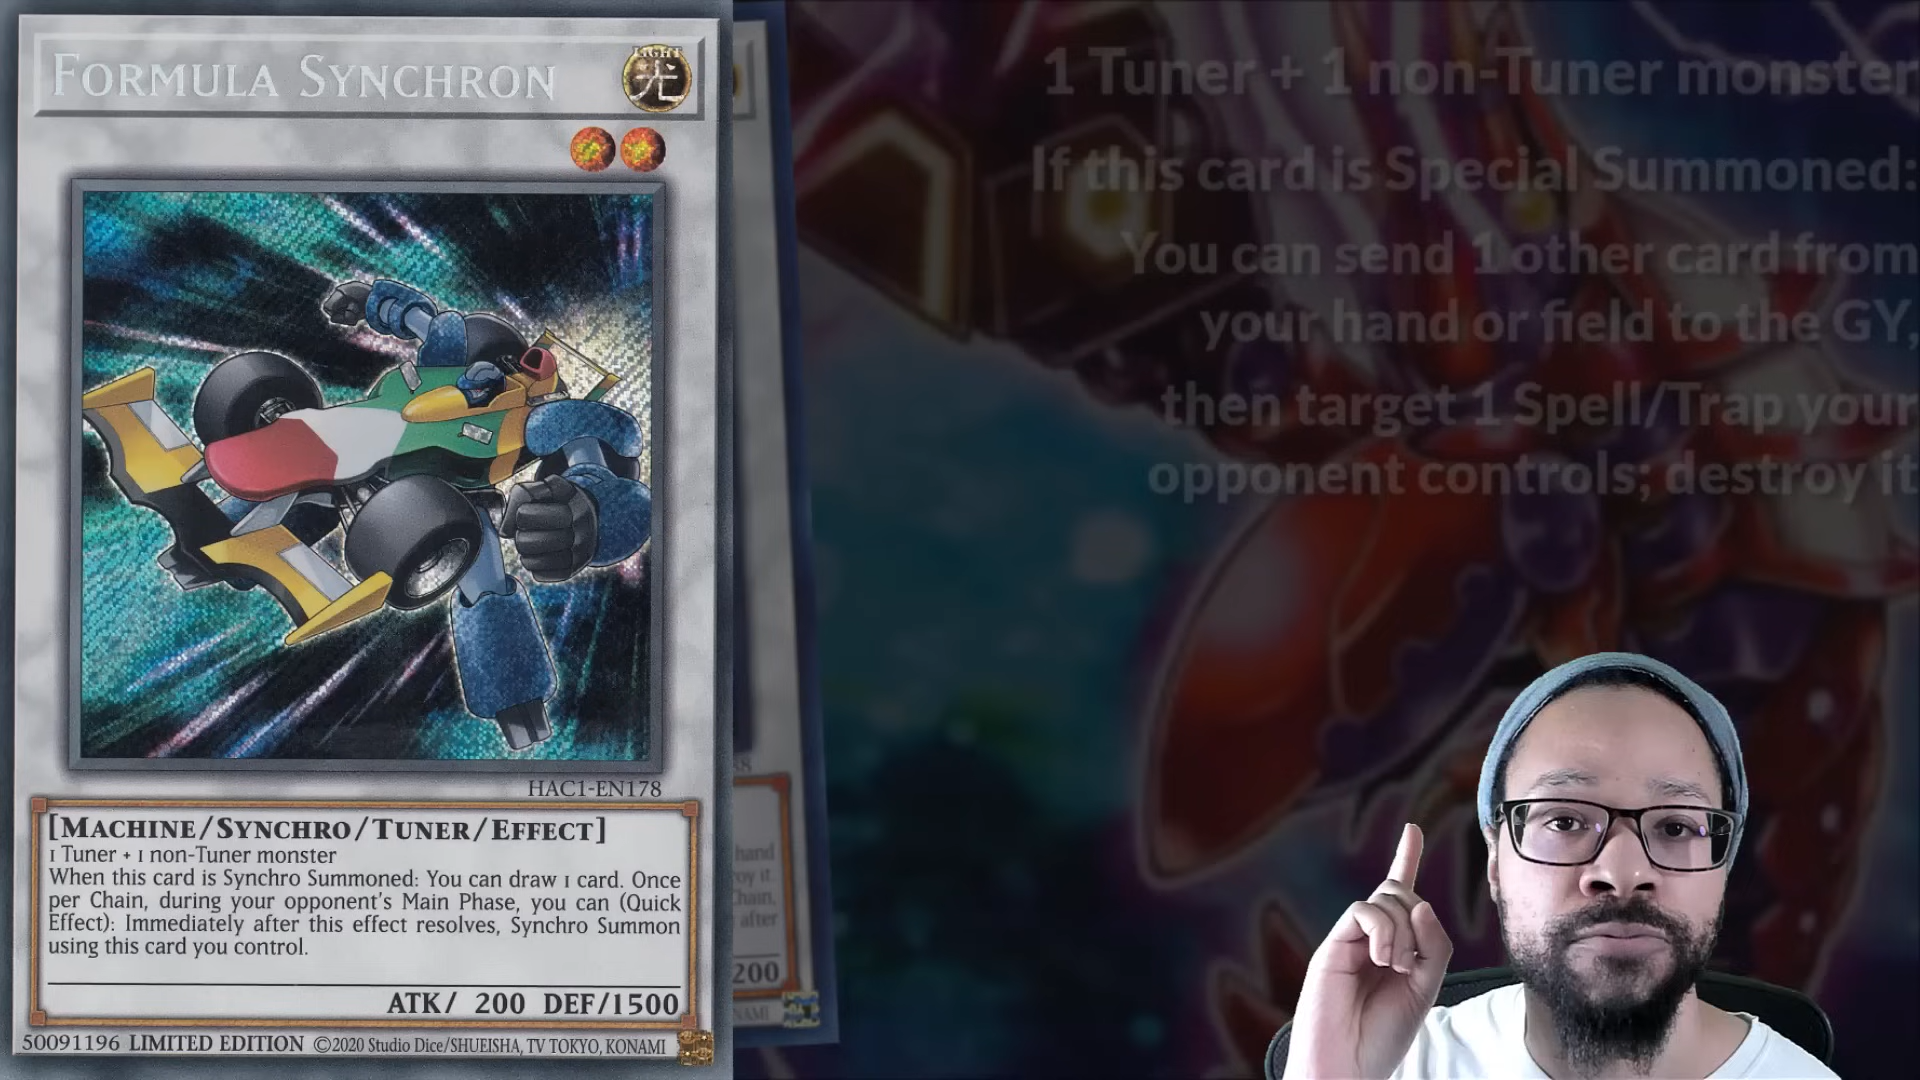 FORMULA SYNCHRON
LIGHT
光
HAC1-EN178
[MACHINE/SYNCHRO/TUNER/EFFECT]
1 Tuner + 1 non-Tuner monster
When this card is Synchro Summoned: You can draw 1 card. Once
per Chain, during your opponent's Main Phase, you can (Quick
Effect): Immediately after this effect resolves, Synchro Summon
using this card you control.
ATK/ 200 DEF/1500
50091196 LIMITED EDITION ©2020 Studio Dice/SHUEISHA, TV TOKYO, KONAMI
1 Tuner + 1 non-Tuner monster
If this card is Special Summoned:
You can send 1 other card from
your hand or field to the GY,
then target 1 Spell/Trap your
opponent controls; destroy it
hand
Chain,
after
200